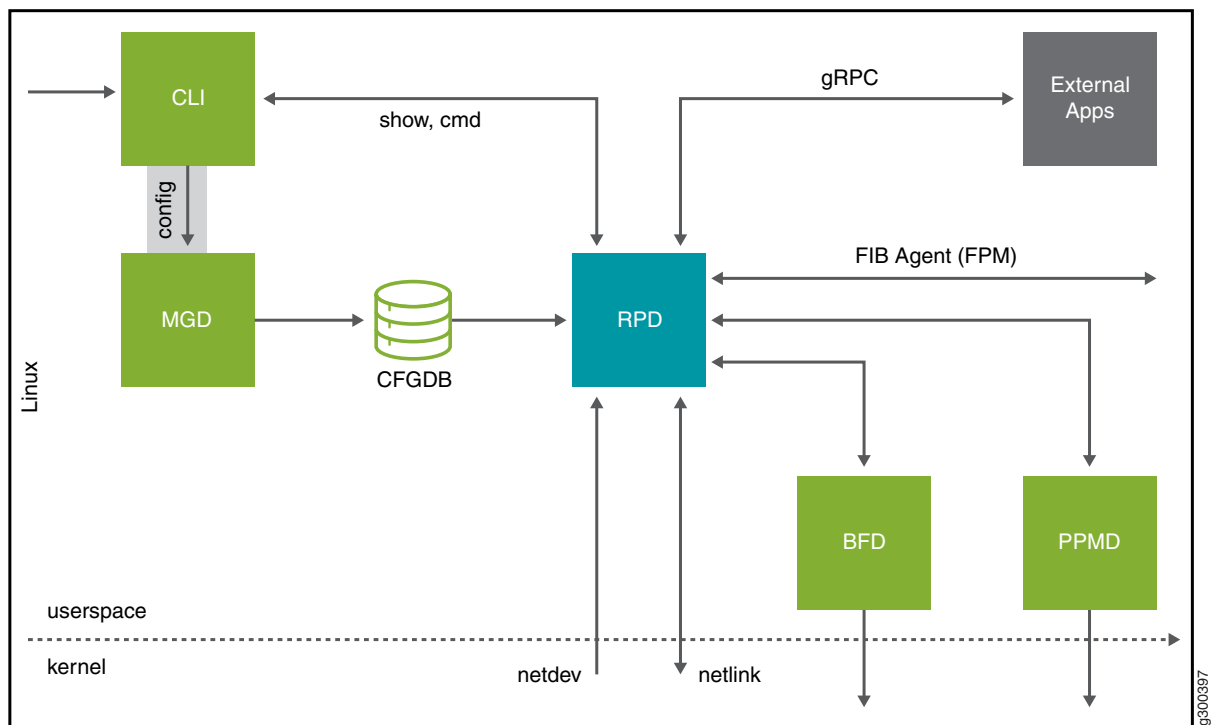 CLI
show, cmd
gRPC
External
Apps
config
MGD
CFGDB
RPD
FIB Agent (FPM)
Linux
BFD
PPMD
userspace
kernel
netdev
netlink
g300397